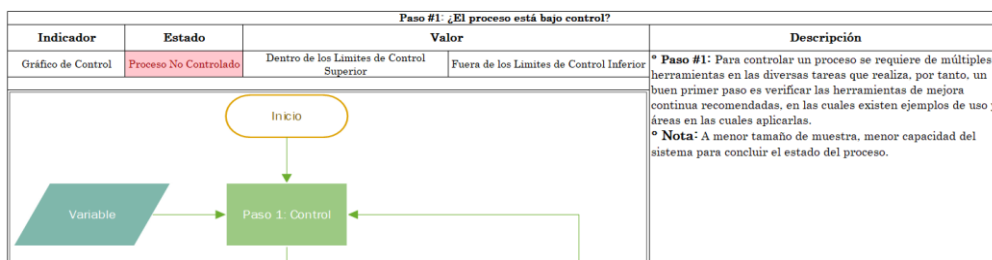 Paso #1: ¿El proceso está bajo control?
Indicador Estado Valor Descripción
Gráfico de Control Proceso No Controlado Dentro de los Limites de Control
Superior
Fuera de los Limites de Control Inferior
° Paso #1: Para controlar un proceso se requiere de múltiples
herramientas en las diversas tareas que realiza, por tanto, un
buen primer paso es verificar las herramientas de mejora
continua recomendadas, en las cuales existen ejemplos de uso y
áreas en las cuales aplicarlas.
° Nota: A menor tamaño de muestra, menor capacidad del
sistema para concluir el estado del proceso.
Inicio
Variable
Paso 1: Control